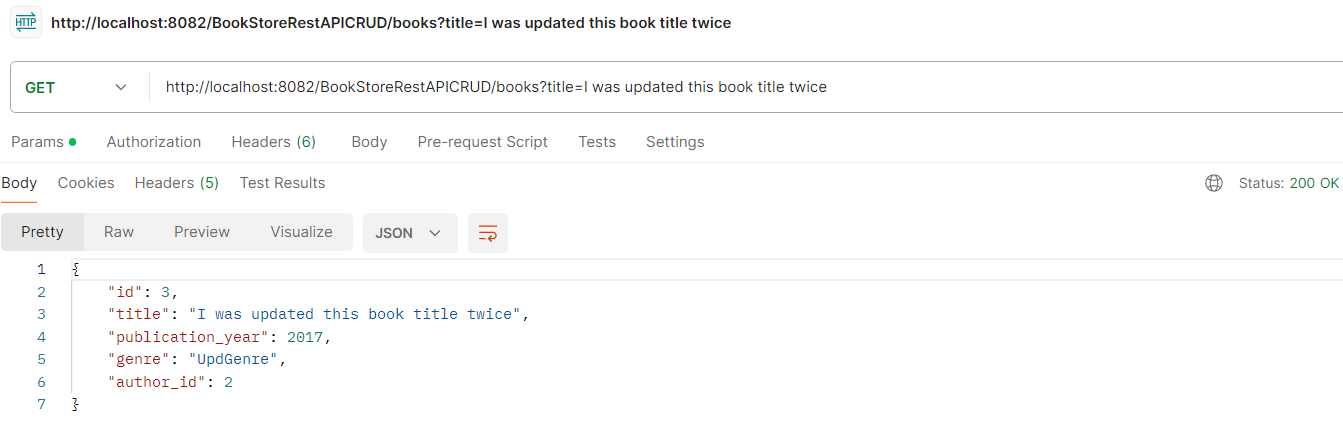 HTTP http://localhost:8082/BookStoreRestAPICRUD/books?title=I was updated this book title twice
GET http://localhost:8082/BookStoreRestAPICRUD/books?title=I was updated this book title twice
Params Authorization Headers (6) Body Pre-request Script Tests Settings
Body Cookies Headers (5) Test Results Status: 200 OK
Pretty Raw Preview Visualize JSON
1 {
2 "id": 3,
3 "title": "I was updated this book title twice",
4 "publication_year": 2017,
5 "genre": "UpdGenre",
6 "author_id": 2
7 }